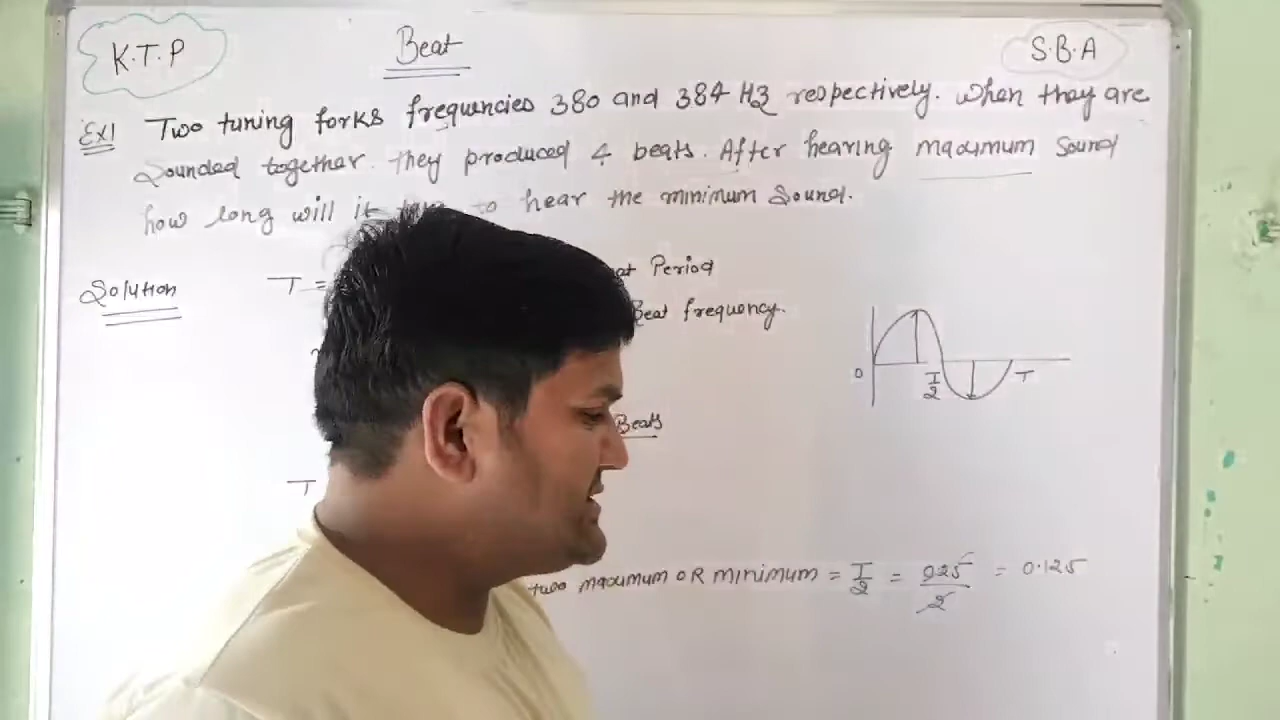 K.T.P
Beat
S.B.A
Ex1 Two tuning forks frequencies 380 and 384 Hz respectively. When they are
sounded together. they produced 4 beats. After hearing maximum sound
how long will it to hear the minimum sound.
Solution
T = Period
Beat frequency.
Beats
T
0
T/2
T
two maximum OR minimum = T/2 = 0.25/2 = 0.125